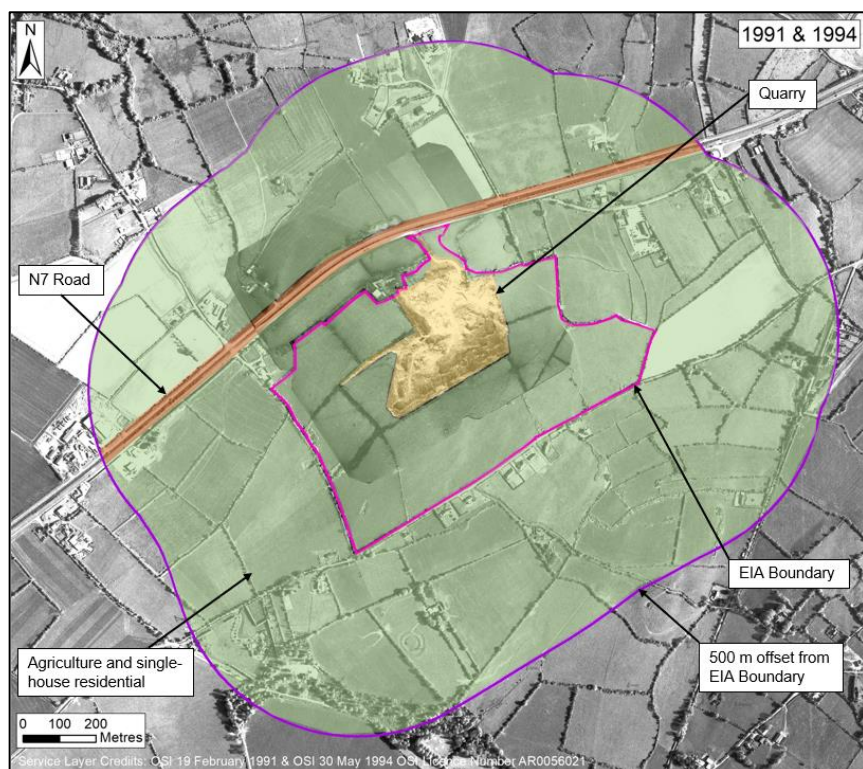 N
1991 & 1994
Quarry
N7 Road
EIA Boundary
Agriculture and single-
house residential
500 m offset from
EIA Boundary
0 100 200
Metres
Service Layer Credits: OSI 19 February 1991 & OSI 30 May 1994 OSI Licence Number AR0056021